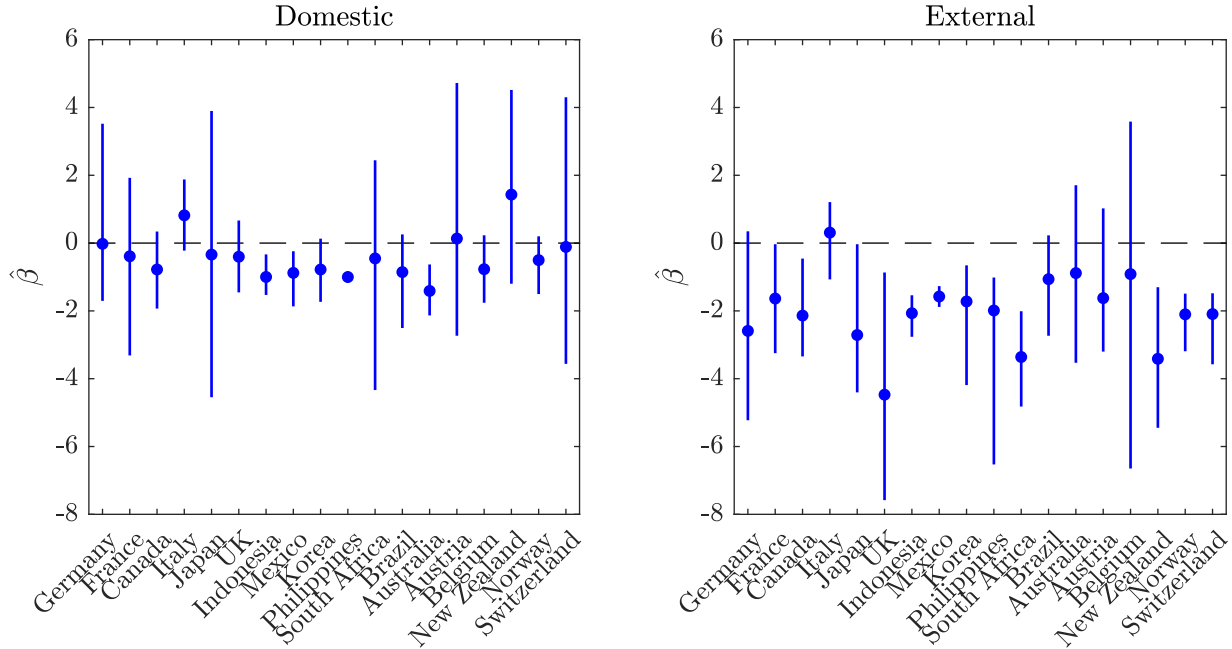 Domestic
6
4
2
0
-2
-4
-6
-8
β̂
Germany
France
Canada
Italy
Japan
UK
Indonesia
Mexico
Korea
Philippines
South Africa
Brazil
Australia
Austria
Belgium
New Zealand
Norway
Switzerland
External
6
4
2
0
-2
-4
-6
-8
β̂
Germany
France
Canada
Italy
Japan
UK
Indonesia
Mexico
Korea
Philippines
South Africa
Brazil
Australia
Austria
Belgium
New Zealand
Norway
Switzerland